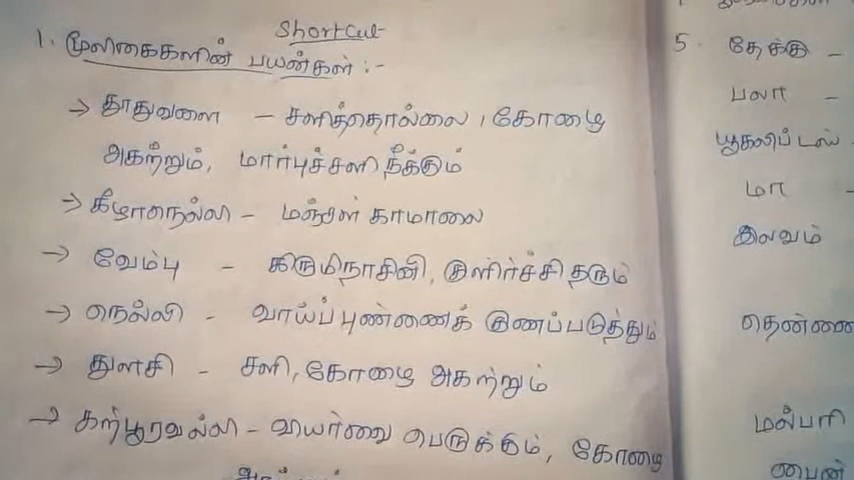 Shortcut
1. மூலிகைகளின் பயன்கள் :-
→ தூதுவளை – சளித்தொல்லை, கோழை
அகற்றும், மார்புச்சளி நீக்கும்
→ கீழாநெல்லி – மஞ்சள் காமாலை
→ வேம்பு – கிருமிநாசினி, குளிர்ச்சி தரும்
→ நெல்லி – வாய்ப்புண்ணைக் குணப்படுத்தும்
→ துளசி – சளி, கோழை அகற்றும்
→ கற்பூரவல்லி – வியர்வை பெருக்கும், கோழை
5. தேக்கு –
பலா –
யூகலிப்டஸ் -
மா –
இலவம்
தென்னை
மல்பரி
பைன்